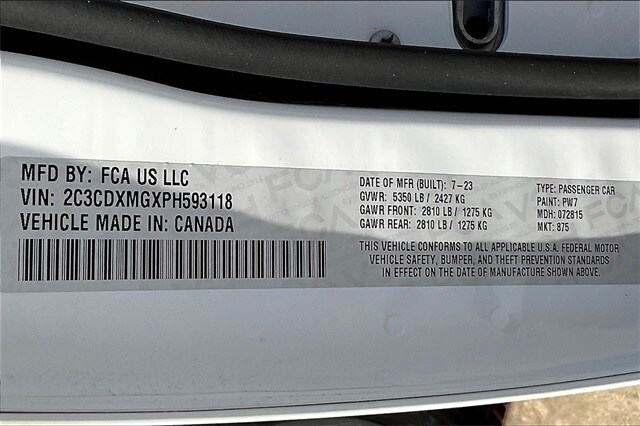 MFD BY: FCA US LLC
VIN: 2C3CDXMGXPH593118
VEHICLE MADE IN: CANADA
DATE OF MFR (BUILT): 7-23
GVWR: 5350 LB / 2427 KG
GAWR FRONT: 2810 LB / 1275 KG
GAWR REAR: 2810 LB / 1275 KG
TYPE: PASSENGER CAR
PAINT: PW7
MDH: 072815
MKT: 875
THIS VEHICLE CONFORMS TO ALL APPLICABLE U.S.A. FEDERAL MOTOR
VEHICLE SAFETY, BUMPER, AND THEFT PREVENTION STANDARDS
IN EFFECT ON THE DATE OF MANUFACTURE SHOWN ABOVE.